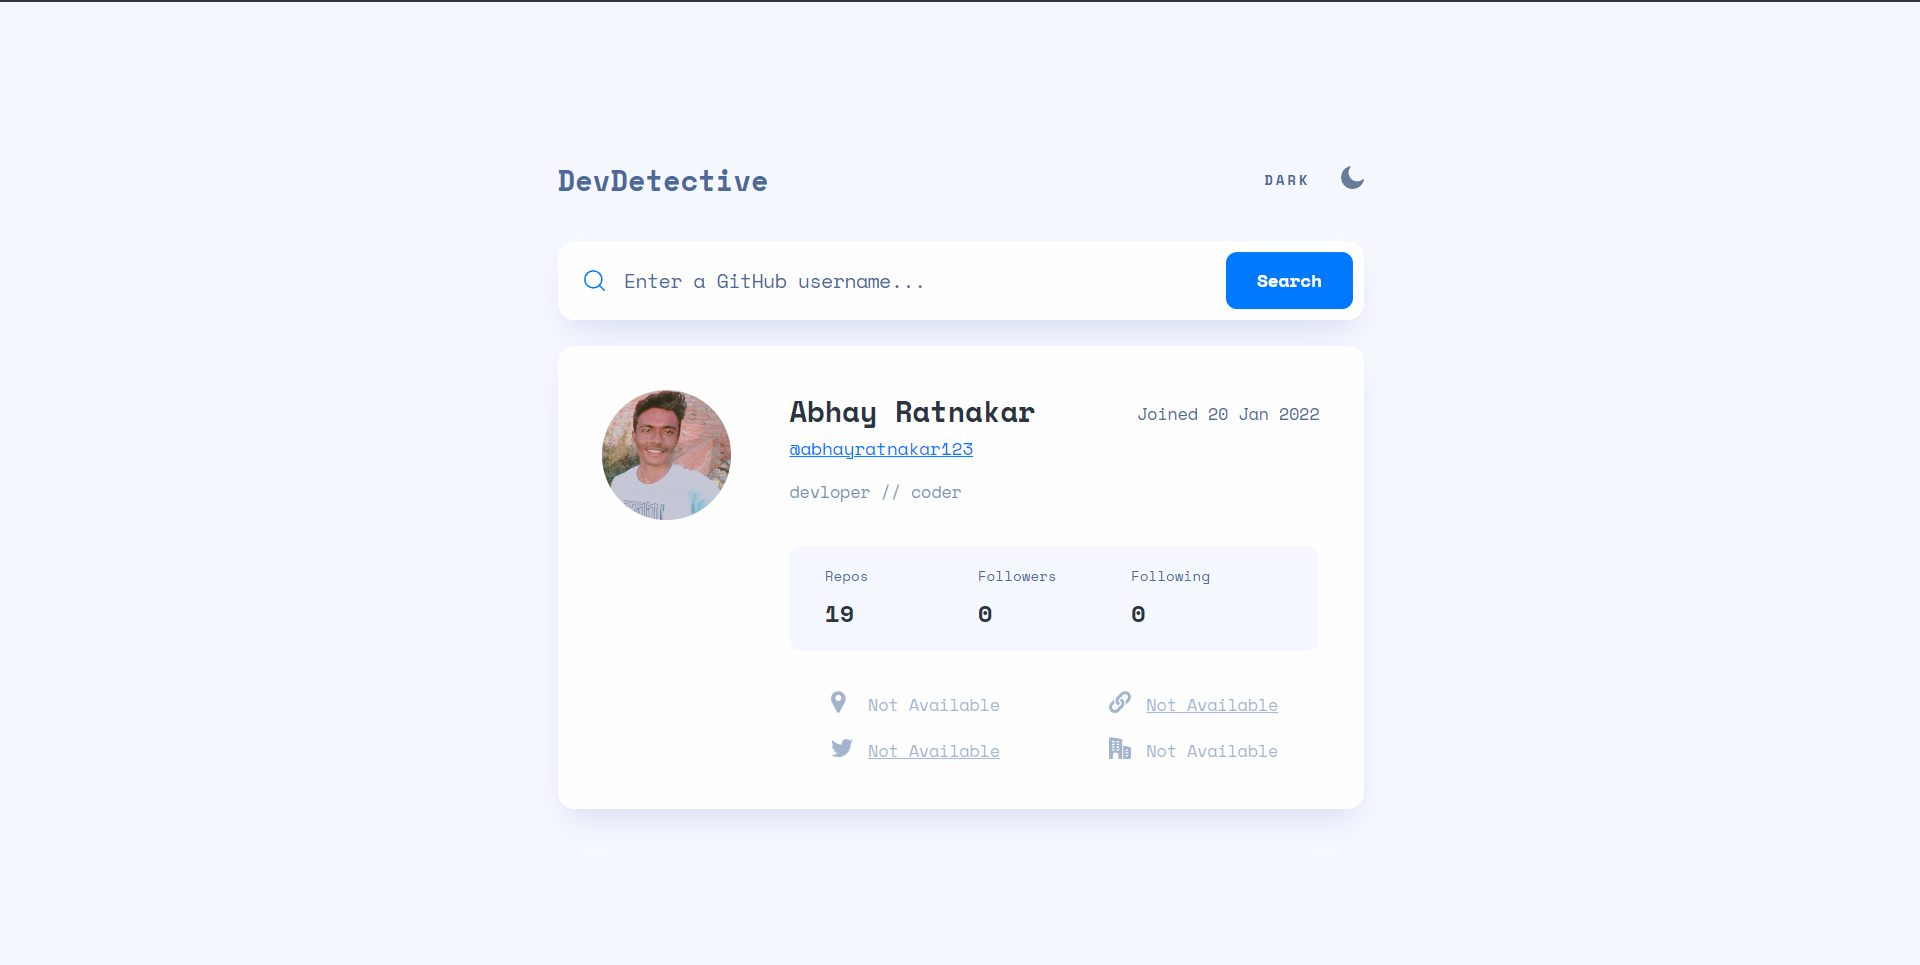 DevDetective
DARK
Enter a GitHub username...
Search
Abhay Ratnakar
Joined 20 Jan 2022
@abhayratnakar123
devloper // coder
Repos Followers Following
19 0 0
Not Available Not Available
Not Available Not Available